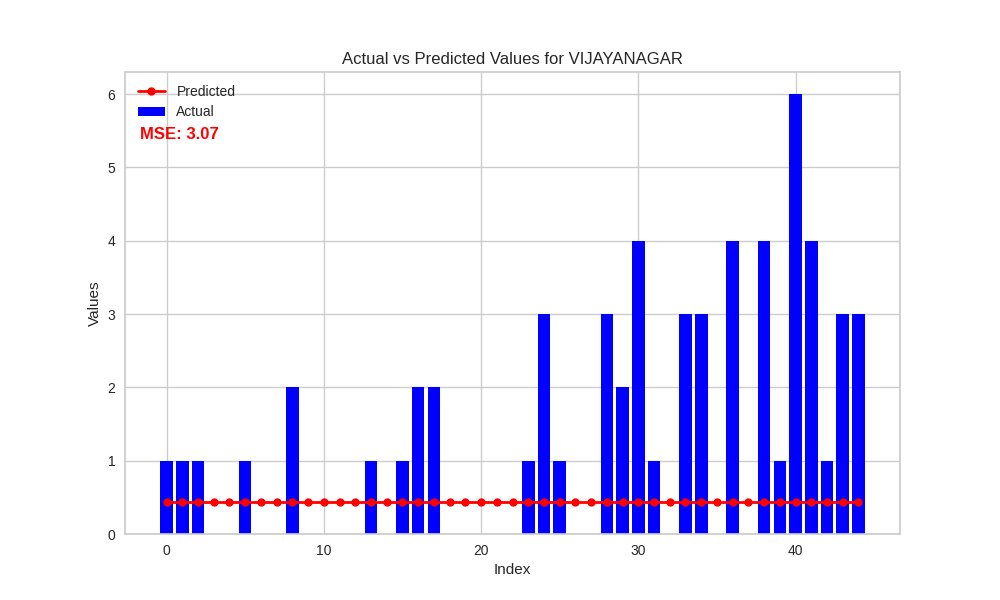 Actual vs Predicted Values for VIJAYANAGAR
Predicted
Actual
MSE: 3.07
6
5
4
3
2
1
0
Values
0 10 20 30 40
Index